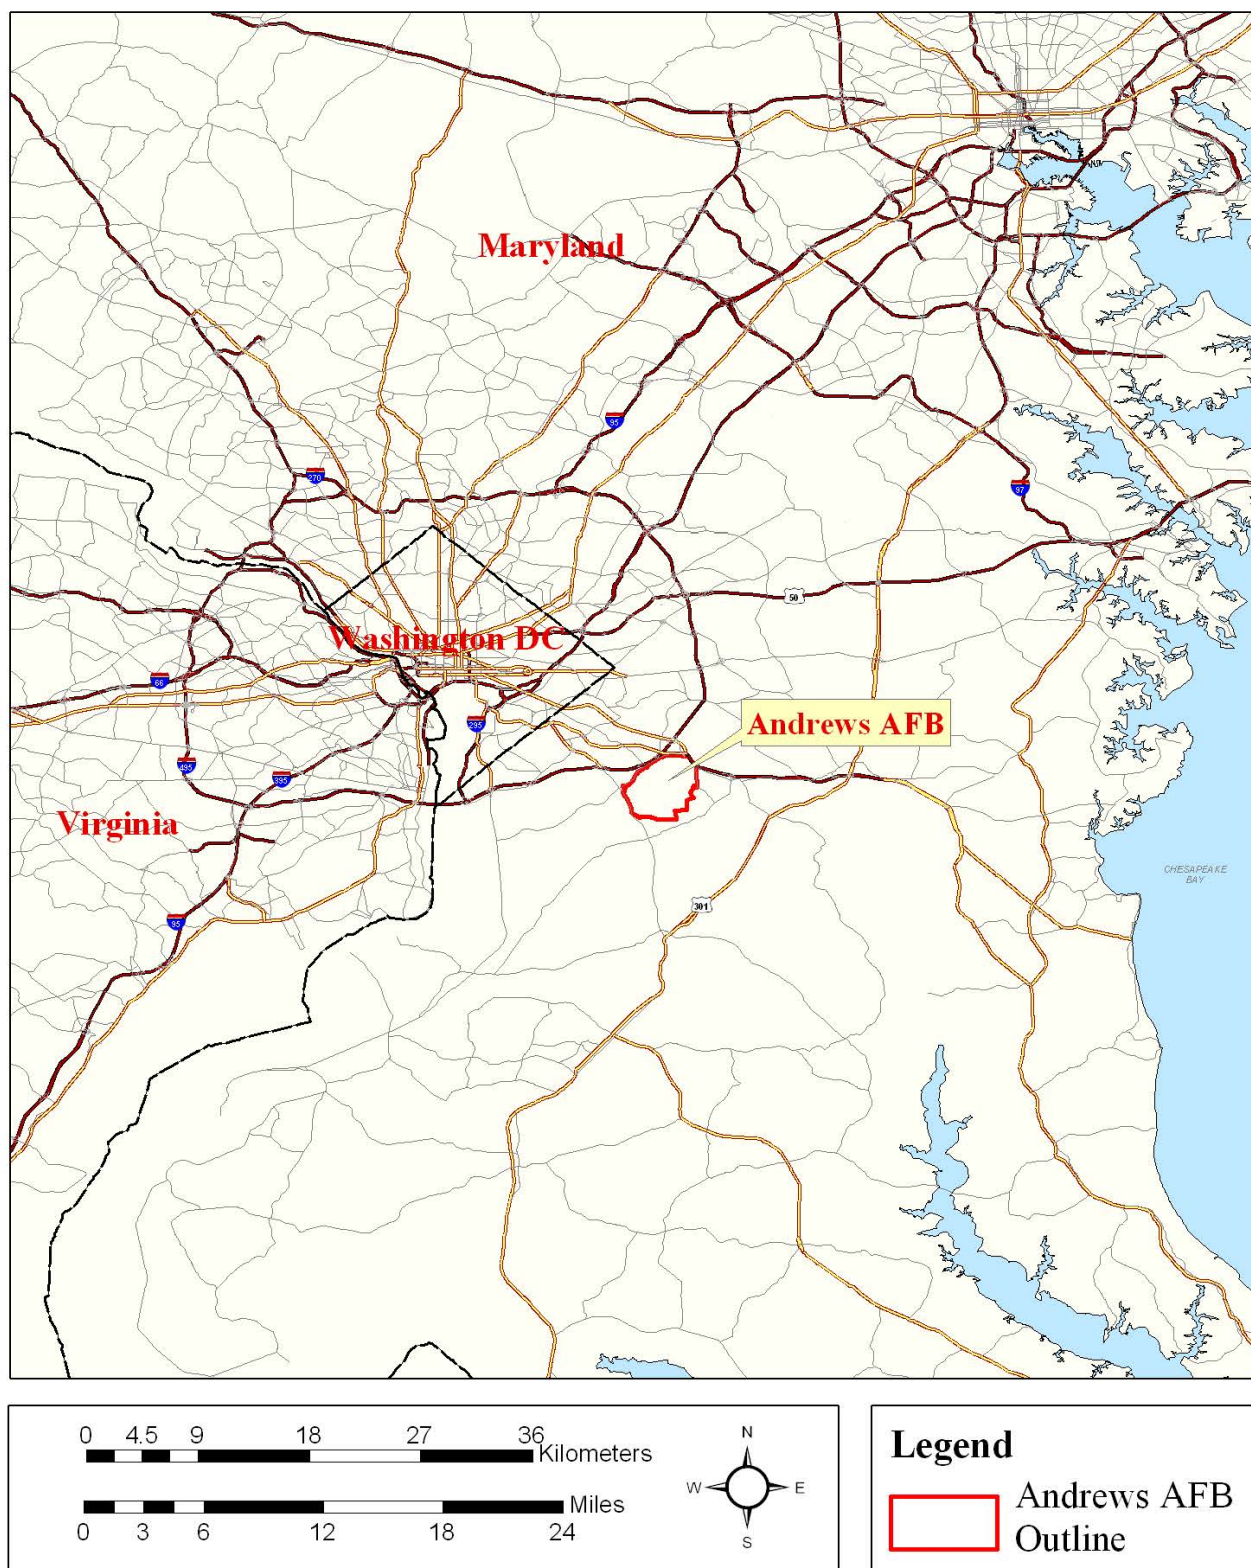 Maryland
95
270
97
50
Washington DC
66
295
Andrews AFB
495
395
Virginia
CHESAPEAKE
BAY
301
95
0 4.5 9 18 27 36
Kilometers
Miles
0 3 6 12 18 24
N
W E
S
Legend
Andrews AFB
Outline